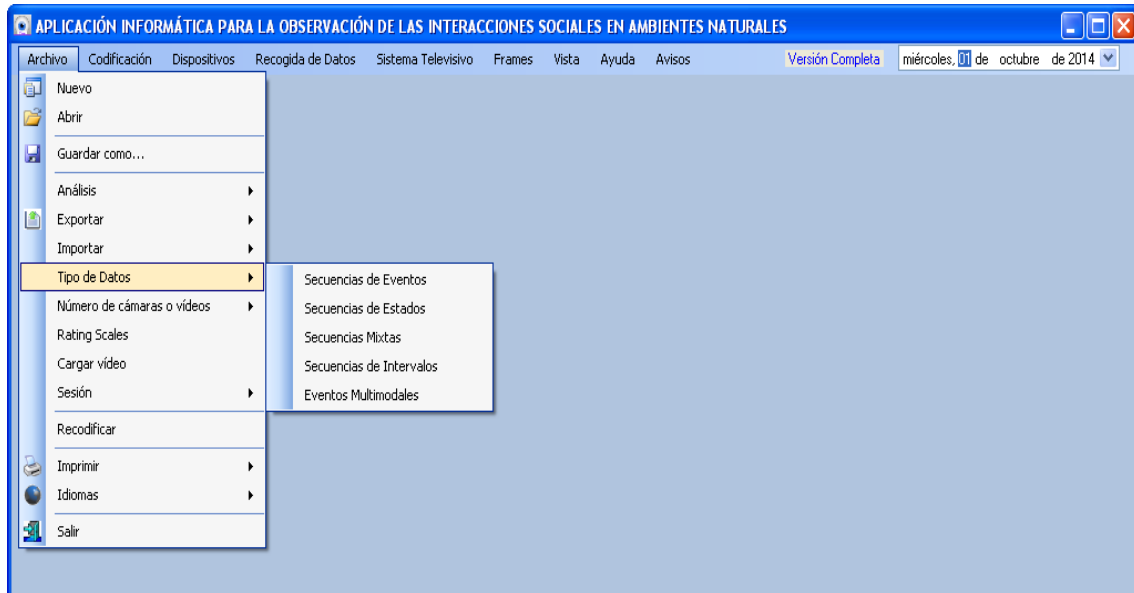 APLICACIÓN INFORMÁTICA PARA LA OBSERVACIÓN DE LAS INTERACCIONES SOCIALES EN AMBIENTES NATURALES
Archivo Codificación Dispositivos Recogida de Datos Sistema Televisivo Frames Vista Ayuda Avisos Versión Completa miércoles, 01 de octubre de 2014
Nuevo
Abrir
Guardar como...
Análisis
Exportar
Importar
Tipo de Datos
Número de cámaras o vídeos
Rating Scales
Cargar vídeo
Sesión
Recodificar
Imprimir
Idiomas
Salir
Secuencias de Eventos
Secuencias de Estados
Secuencias Mixtas
Secuencias de Intervalos
Eventos Multimodales